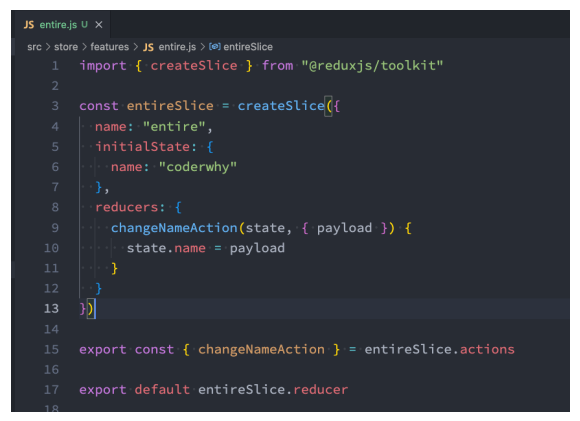 JS entire.js U ×
src > store > features > JS entire.js > entireSlice
1 import { createSlice } from "@reduxjs/toolkit"
2
3 const entireSlice = createSlice({
4   name: "entire",
5   initialState: {
6     name: "coderwhy"
7   },
8   reducers: {
9     changeNameAction(state, { payload }) {
10       state.name = payload
11     }
12   }
13 })
14
15 export const { changeNameAction } = entireSlice.actions
16
17 export default entireSlice.reducer
18